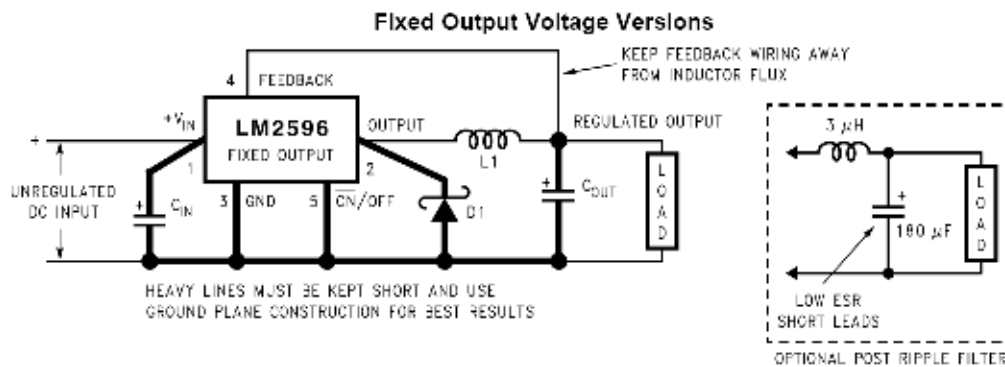 Fixed Output Voltage Versions
KEEP FEEDBACK WIRING AWAY
FROM INDUCTOR FLUX
4 FEEDBACK
+VIN
LM2596
FIXED OUTPUT
OUTPUT
REGULATED OUTPUT
+
1
2
L1
UNREGULATED
DC INPUT
+
CIN
3 GND
5 ON/OFF
D1
+
COUT
LOAD
HEAVY LINES MUST BE KEPT SHORT AND USE
GROUND PLANE CONSTRUCTION FOR BEST RESULTS
3 μH
+
180 μF
LOAD
LOW ESR
SHORT LEADS
OPTIONAL POST RIPPLE FILTER